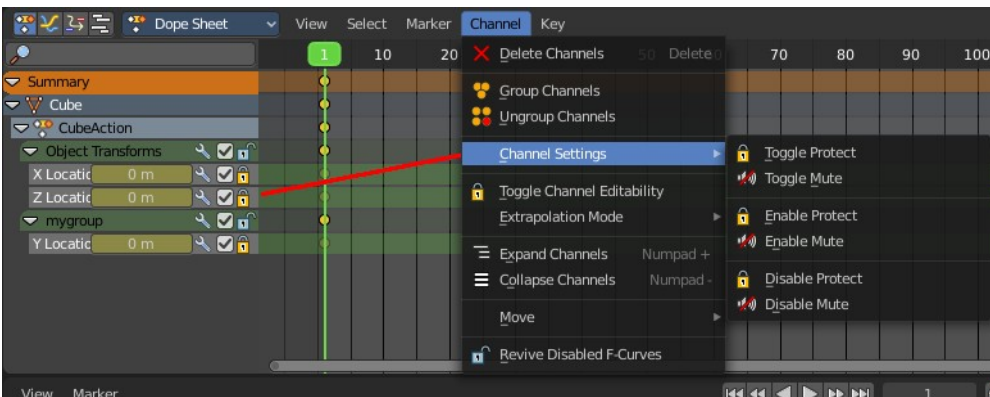 Dope Sheet View Select Marker Channel Key
1 10 20 50 70 80 90 100
Delete Channels Delete
Summary
Group Channels
Cube
Ungroup Channels
CubeAction
Object Transforms
Channel Settings
Toggle Protect
X Locatic 0 m
Toggle Mute
Z Locatic 0 m
Toggle Channel Editability
mygroup
Extrapolation Mode
Enable Protect
Y Locatic 0 m
Enable Mute
Expand Channels Numpad +
Collapse Channels Numpad -
Disable Protect
Disable Mute
Move
Revive Disabled F-Curves
View Marker 1